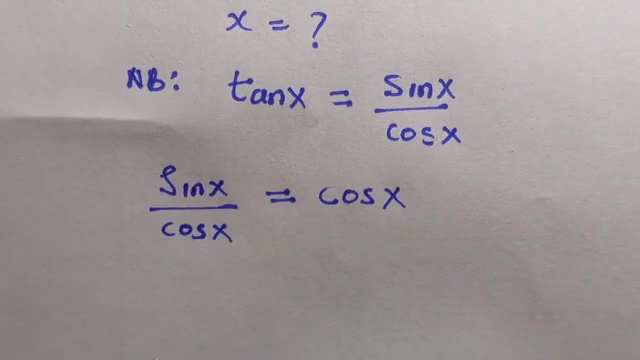 x = ?
NB: tanx = sinx / cosx
sinx / cosx = cosx